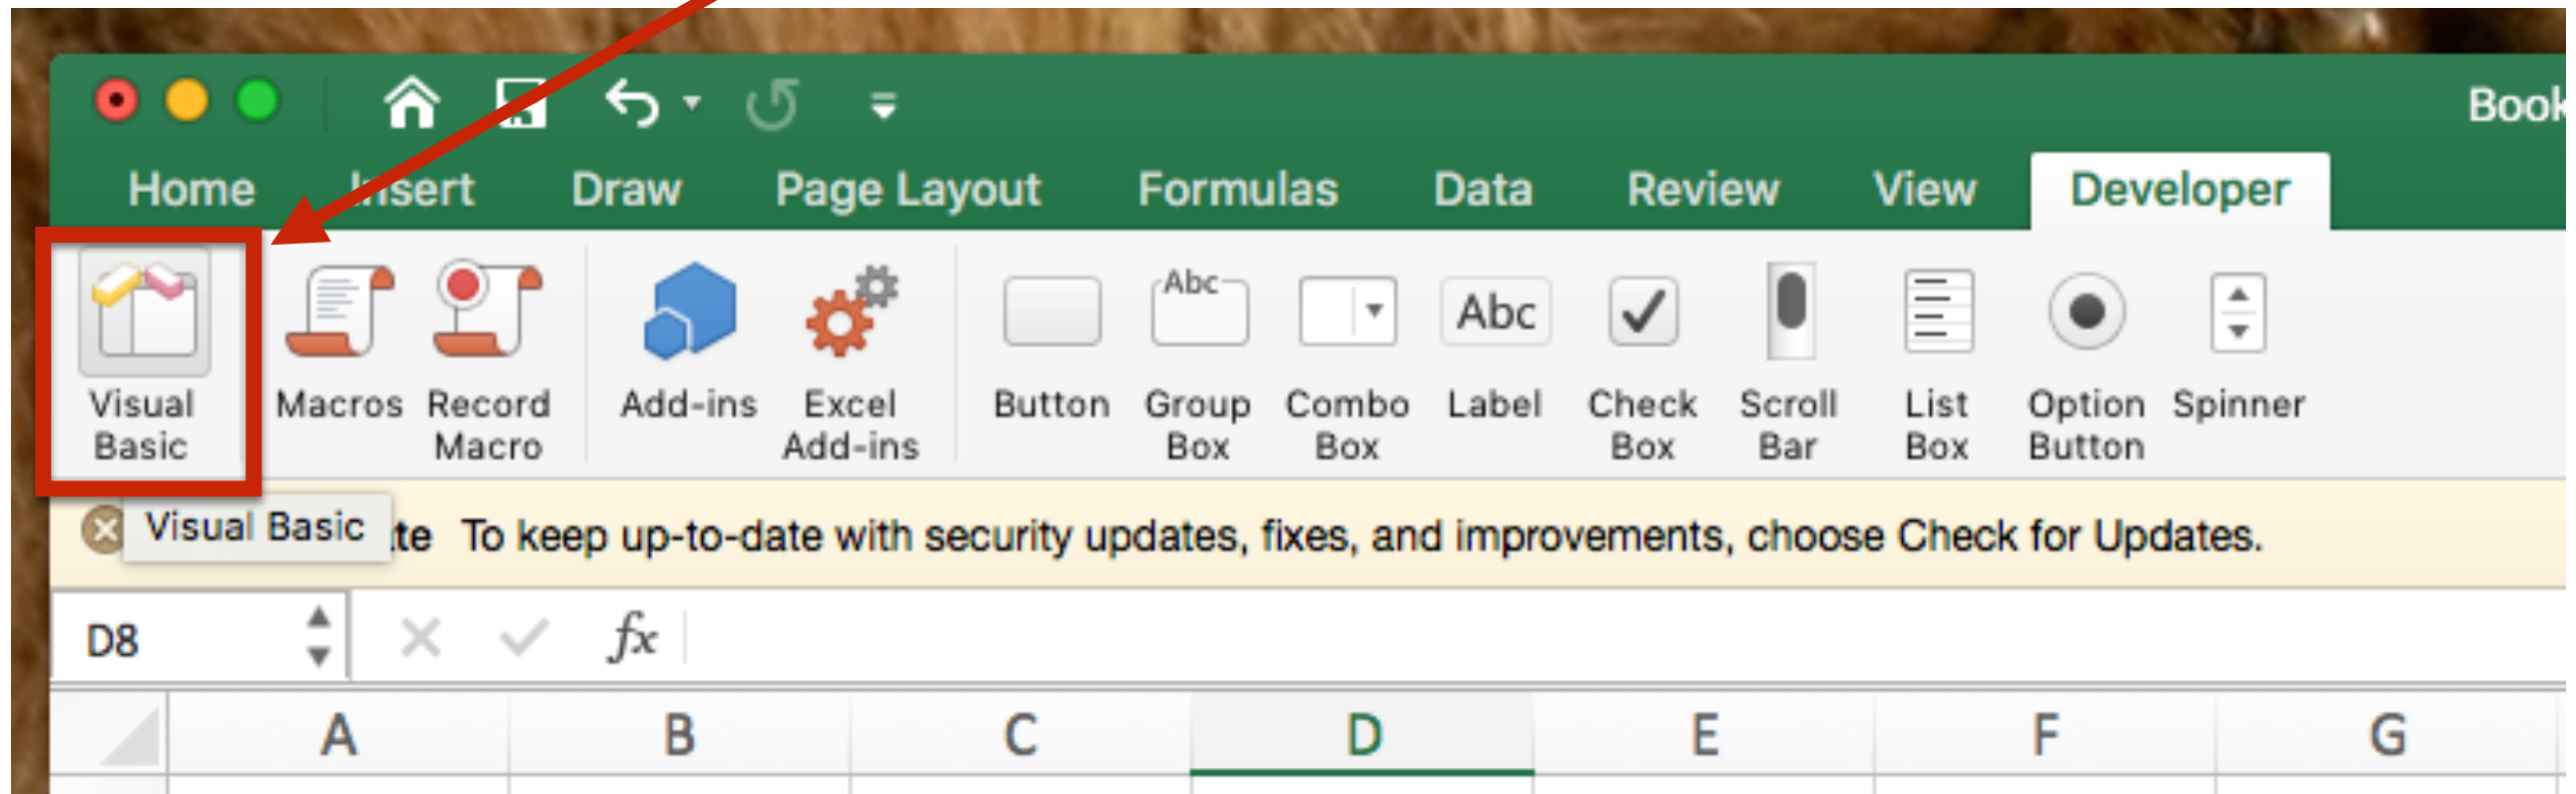 Book
Home Insert Draw Page Layout Formulas Data Review View Developer
Abc
Abc
Visual Macros Record Add-ins Excel Button Group Combo Label Check Scroll List Option Spinner
Basic Macro Add-ins Box Box Box Bar Box Button
Visual Basic te To keep up-to-date with security updates, fixes, and improvements, choose Check for Updates.
D8 fx
A B C D E F G